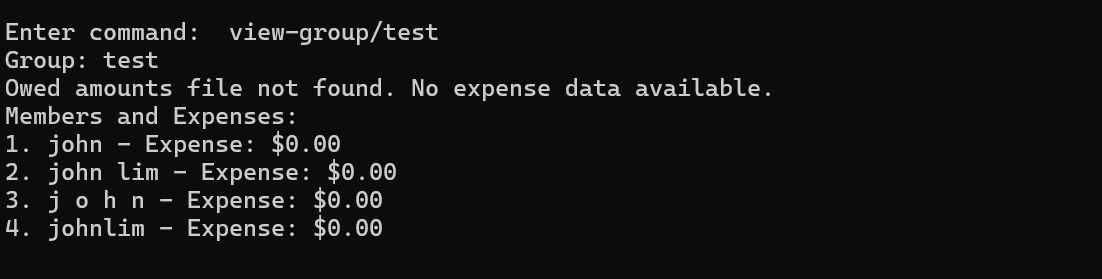 Enter command:  view-group/test
Group: test
Owed amounts file not found. No expense data available.
Members and Expenses:
1. john - Expense: $0.00
2. john lim - Expense: $0.00
3. j o h n - Expense: $0.00
4. johnlim - Expense: $0.00